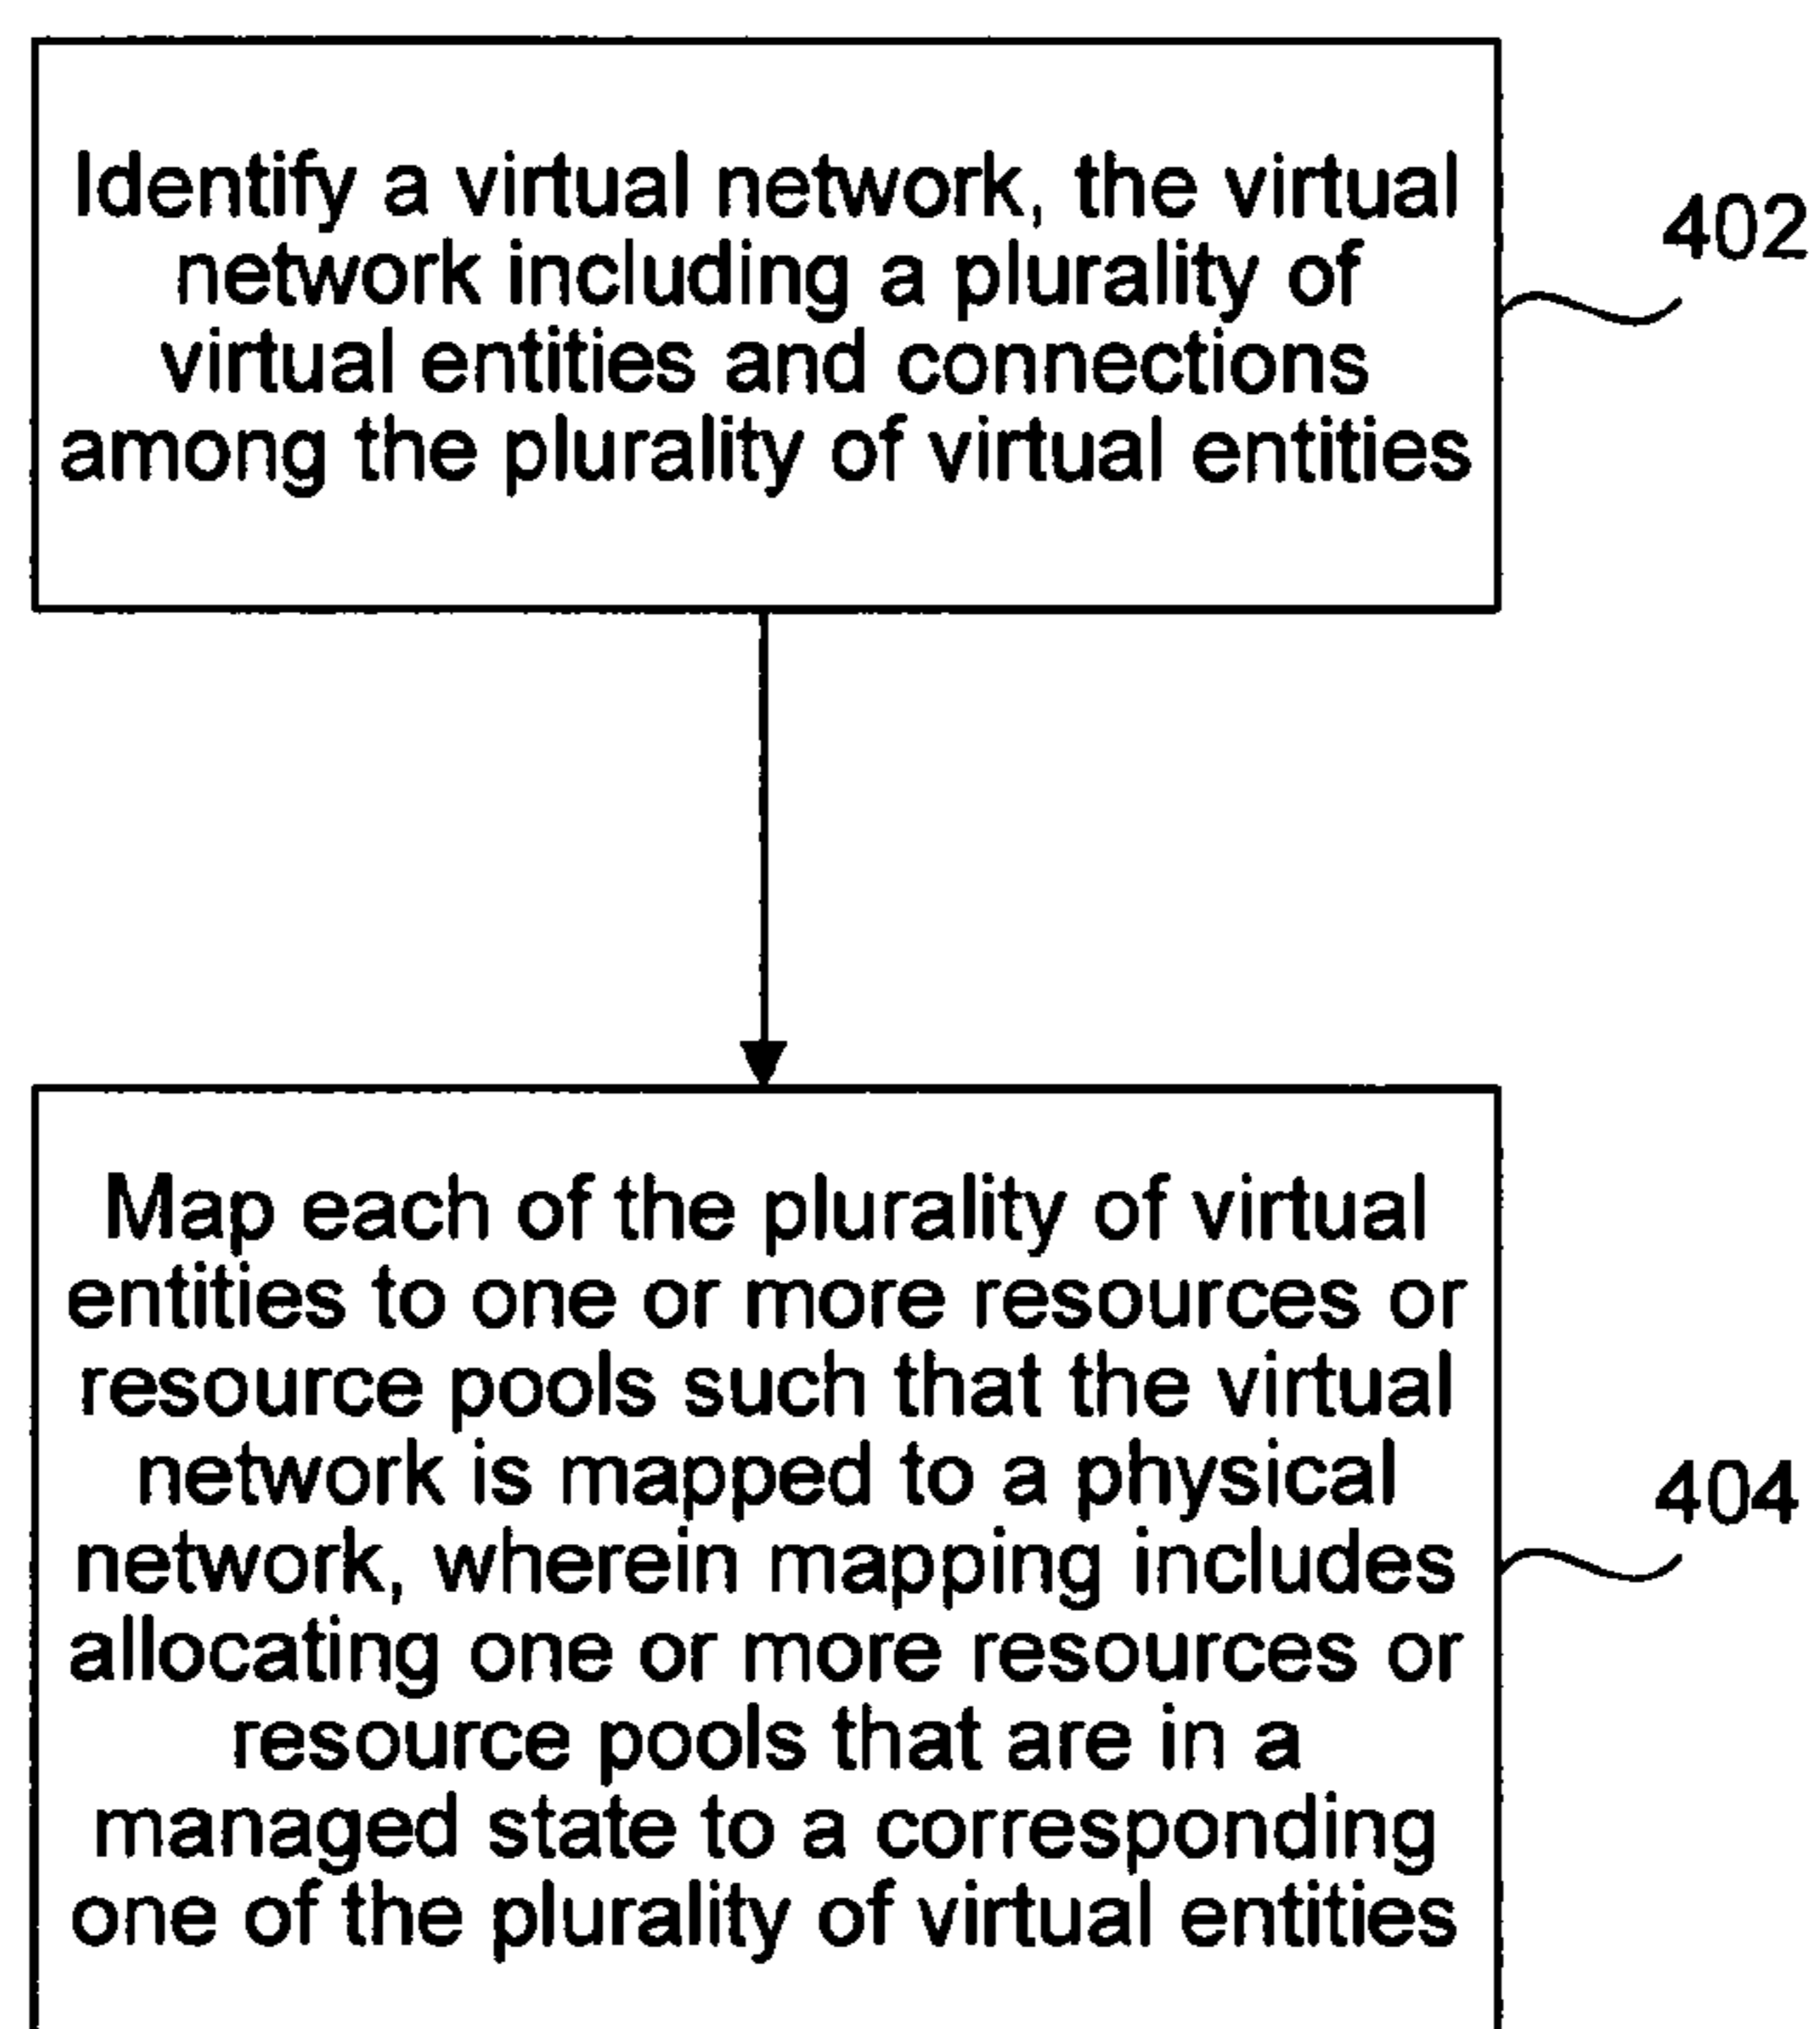 Identify a virtual network, the virtual
network including a plurality of
virtual entities and connections
among the plurality of virtual entities
402
Map each of the plurality of virtual
entities to one or more resources or
resource pools such that the virtual
network is mapped to a physical
network, wherein mapping includes
allocating one or more resources or
resource pools that are in a
managed state to a corresponding
one of the plurality of virtual entities
404